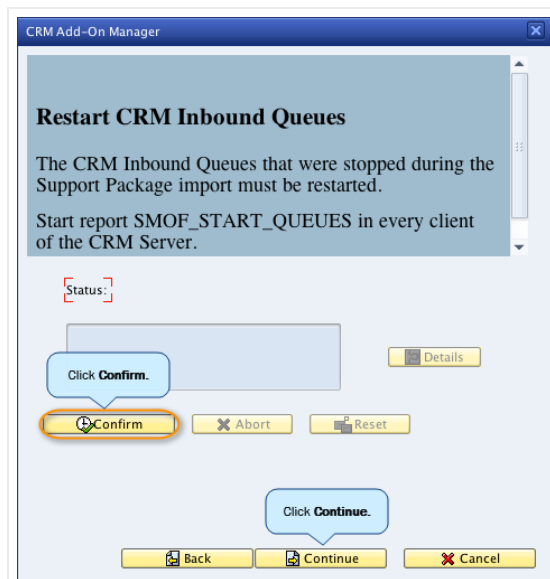 CRM Add-On Manager
Restart CRM Inbound Queues
The CRM Inbound Queues that were stopped during the
Support Package import must be restarted.
Start report SMOF_START_QUEUES in every client
of the CRM Server.
Status:
Details
Click Confirm.
Confirm
Abort
Reset
Click Continue.
Back
Continue
Cancel